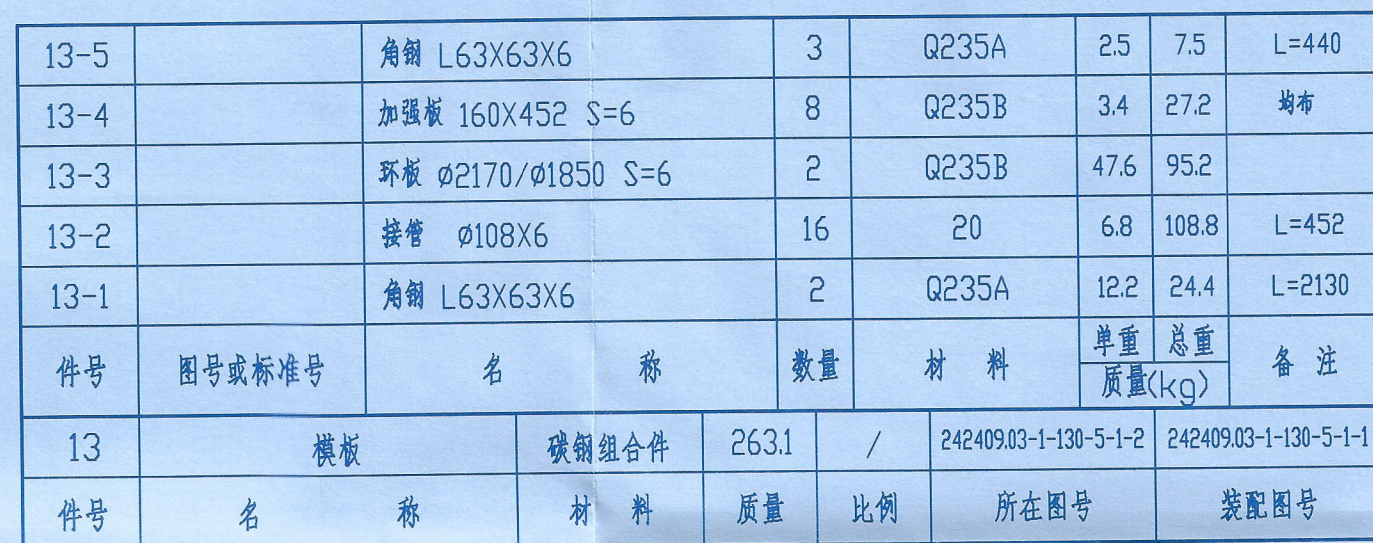 13-5 角钢 L63X63X6 3 Q235A 2.5 7.5 L=440
13-4 加强板 160X452 S=6 8 Q235B 3.4 27.2 均布
13-3 环板 Ø2170/Ø1850 S=6 2 Q235B 47.6 95.2
13-2 接管 Ø108X6 16 20 6.8 108.8 L=452
13-1 角钢 L63X63X6 2 Q235A 12.2 24.4 L=2130
件号 图号或标准号 名 称 数量 材 料 单重 总重 备 注
质量(kg)
13 模板 碳钢组合件 263.1 / 242409.03-1-130-5-1-2 242409.03-1-130-5-1-1
件号 名 称 材 料 质量 比例 所在图号 装配图号